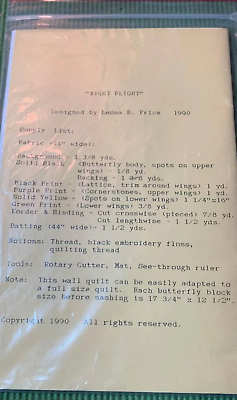 "NIGHT FLIGHT"
Designed by Leona E. Price 1990
Supply List:
Fabric (44" wide):
Background - 1 3/8 yds.
Solid Black - (Butterfly body, spots on upper
wings) - 1/8 yd.
Backing - 1 yds.
Black Print - (Lattice, trim around wings) 1 yd.
Purple Print - (Cornerstones, upper wings) 1 yd.
Solid Yellow - (Spots on lower wings) 1 1/4"x16"
Green Print - (Lower wings) 3/8 yd.
Border & Binding - Cut crosswise (pieced) 7/8 yd.
Cut lengthwise - 1 1/2 yd.
Batting (44" wide) - 1 1/2 yds.
Notions: Thread, black embroidery floss,
quilting thread
Tools: Rotary Cutter, Mat, See-through ruler
Note: This wall quilt can be easily adapted to
a full size quilt. Each butterfly block
size before sashing is 17 3/4" x 12 1/2".
Copyright 1990 All rights reserved.